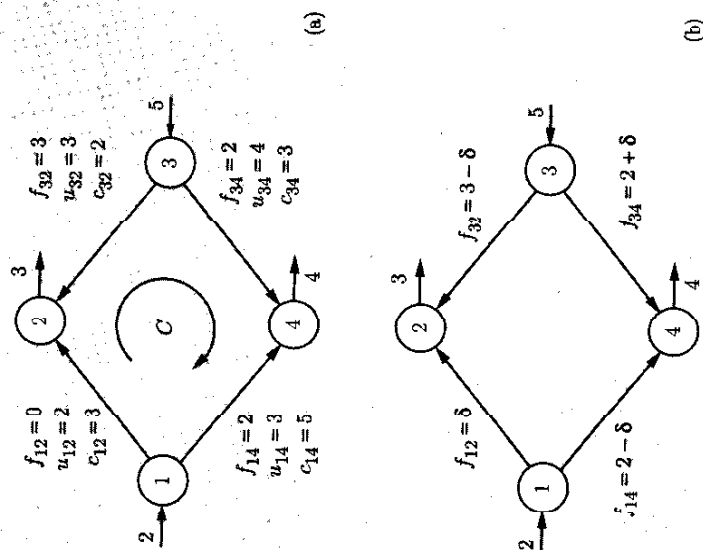 3
2
f₁₂ = 0
u₁₂ = 2
c₁₂ = 3
f₃₂ = 3
u₃₂ = 3
c₃₂ = 2
2
1
C
3
5
f₁₄ = 2
u₁₄ = 3
c₁₄ = 5
4
4
f₃₄ = 2
u₃₄ = 4
c₃₄ = 3
(a)
3
2
f₁₂ = δ
f₃₂ = 3 − δ
2
1
3
5
f₁₄ = 2 − δ
4
4
f₃₄ = 2 + δ
(b)